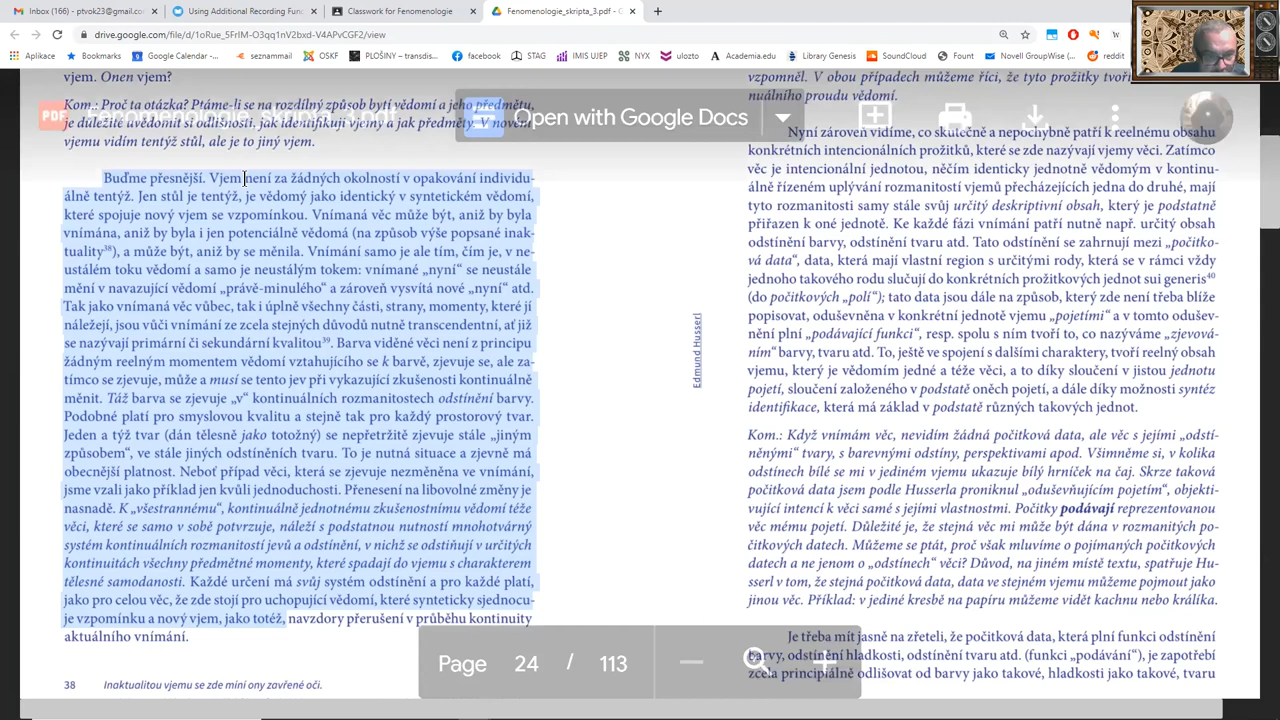 Inbox (166) - ptvok23@gmail.com
Using Additional Recording Func
Classwork for Fenomenologie
Fenomenologie_skripta_3.pdf - G
drive.google.com/file/d/1oRue_5FrIM-O3qq1nV2bxd-V4APvCGF2/view
Aplikace
Bookmarks
Google Calendar -...
seznammail
OSKF
PLOŠINY – transdis...
facebook
STAG
IMIS UJEP
NYX
ulozto
Academia.edu
Library Genesis
SoundCloud
Fount
Novell GroupWise (...
reddit
vjem. Onen vjem?
Kom.: Proč ta otázka? Ptáme-li se na rozdílný způsob bytí vědomí a jeho předmětu,
je důležité uvědomit si odlišnosti, jak identifikuji vjemy a jak předměty. V novém
vjemu vidím tentýž stůl, ale je to jiný vjem.
Buďme přesnější. Vjem není za žádných okolností v opakování individu-
álně tentýž. Jen stůl je tentýž, je vědomý jako identický v syntetickém vědomí,
které spojuje nový vjem se vzpomínkou. Vnímaná věc může být, aniž by byla
vnímána, aniž by byla i jen potenciálně vědomá (na způsob výše popsané inak-
tuality³⁸), a může být, aniž by se měnila. Vnímání samo je ale tím, čím je, v ne-
ustálém toku vědomí a samo je neustálým tokem: vnímané „nyní“ se neustále
mění v navazující vědomí „právě-minulého“ a zároveň vysvítá nové „nyní“ atd.
Tak jako vnímaná věc vůbec, tak i úplně všechny části, strany, momenty, které jí
náležejí, jsou vůči vnímání ze zcela stejných důvodů nutně transcendentní, ať již
se nazývají primární či sekundární kvalitou³⁹. Barva viděné věci není z principu
žádným reelným momentem vědomí vztahujícího se k barvě, zjevuje se, ale za-
tímco se zjevuje, může a musí se tento jev při vykazující zkušenosti kontinuálně
měnit. Táž barva se zjevuje „v“ kontinuálních rozmanitostech odstínění barvy.
Podobné platí pro smyslovou kvalitu a stejně tak pro každý prostorový tvar.
Jeden a týž tvar (dán tělesně jako totožný) se nepřetržitě zjevuje stále „jiným
způsobem“, ve stále jiných odstíněních tvaru. To je nutná situace a zjevně má
obecnější platnost. Neboť případ věci, která se zjevuje nezměněna ve vnímání,
jsme vzali jako příklad jen kvůli jednoduchosti. Přenesení na libovolné změny je
nasnadě. K „všestrannému“, kontinuálně jednotnému zkušenostnímu vědomí téže
věci, které se samo v sobě potvrzuje, náleží s podstatnou nutností mnohotvárný
systém kontinuálních rozmanitostí jevů a odstínění, v nichž se odstiňují v určitých
kontinuitách všechny předmětné momenty, které spadají do vjemu s charakterem
tělesné samodanosti. Každé určení má svůj systém odstínění a pro každé platí,
jako pro celou věc, že zde stojí pro uchopující vědomí, které synteticky sjednocu-
je vzpomínku a nový vjem, jako totéž, navzdory přerušení v průběhu kontinuity
aktuálního vnímání.
38 Inaktualitou vjemu se zde míní ony zavřené oči.
PDF
Fenomenologie_skripta_3.pdf
Open with Google Docs
Edmund Husserl
vzpomněl. V obou případech můžeme říci, že tyto prožitky tvoří
nuálního proudu vědomí.
Nyní zároveň vidíme, co skutečně a nepochybně patří k reelnému obsahu
konkrétních intencionálních prožitků, které se zde nazývají vjemy věci. Zatímco
věc je intencionální jednotou, něčím identicky jednotně vědomým v kontinu-
álně řízeném uplývání rozmanitostí vjemů přecházejících jedna do druhé, mají
tyto rozmanitosti samy stále svou určitý deskriptivní obsah, který je podstatně
přiřazen k oné jednotě. Ke každé fázi vnímání patří nutně např. určitý obsah
odstínění barvy, odstínění tvaru atd. Tato odstínění se zahrnují mezi „počitko-
vá data“, data, která mají vlastní region s určitými rody, která se v rámci vždy
jednoho takového rodu slučují do konkrétních prožitkových jednot sui generis⁴⁰
(do počitkových „polí“); tato data jsou dále na způsob, který zde není třeba blíže
popisovat, oduševněna v konkrétní jednotě vjemu „pojetími“ a v tomto odušev-
nění plní „podávající funkci“, resp. spolu s ním tvoří to, co nazýváme „zjevová-
ním“ barvy, tvaru atd. To, ještě ve spojení s dalšími charaktery, tvoří reelný obsah
vjemu, který je vědomím jedné a téže věci, a to díky sloučení v jistou jednotu
pojetí, sloučení založeného v podstatě oněch pojetí, a dále díky možnosti syntéz
identifikace, která má základ v podstatě různých takových jednot.
Kom.: Když vnímám věc, nevidím žádná počitková data, ale věc s jejími „odstí-
něnými“ tvary, s barevnými odstíny, perspektivami apod. Všimněme si, v kolika
odstínech bílé se mi v jediném vjemu ukazuje bílý hrníček na čaj. Skrze taková
počitková data jsem podle Husserla proniknul „oduševňujícím pojetím“, objekti-
vující intencí k věci samé s jejími vlastnostmi. Počitky podávají reprezentovanou
věc mému pojetí. Důležité je, že stejná věc mi může být dána v rozmanitých po-
čitkových datech. Můžeme se ptát, proč však mluvíme o pojímaných počitkových
datech a ne jenom o „odstínech“ věci? Důvod, na jiném místě textu, spatřuje Hu-
sserl v tom, že stejná počitková data, data ve stejném vjemu můžeme pojmout jako
jinou věc. Příklad: v jediné kresbě na papíru můžeme vidět kachnu nebo králíka.
Je třeba mít jasně na zřeteli, že počitková data, která plní funkci odstínění
barvy, odstínění hladkosti, odstínění tvaru atd. (funkci „podávání“), je zapotřebí
zcela principiálně odlišovat od barvy jako takové, hladkosti jako takové, tvaru
Page 24 / 113